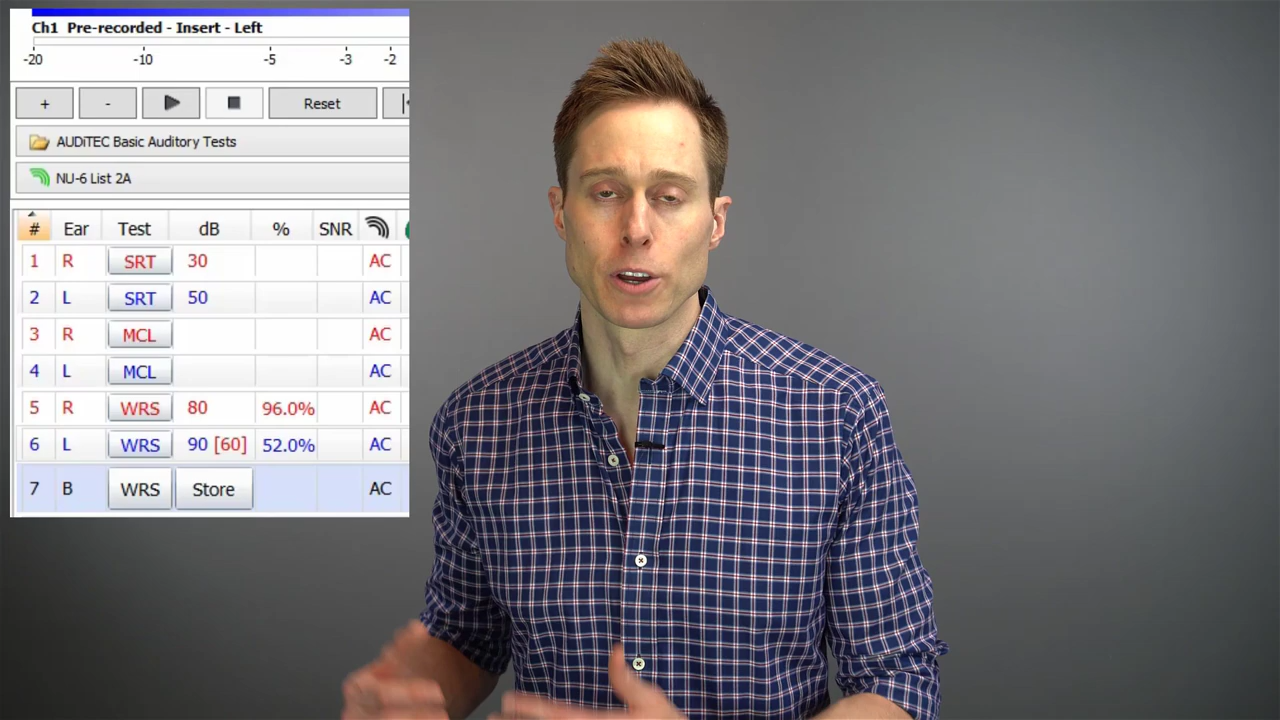 Ch1 Pre-recorded - Insert - Left
-20 -10 -5 -3 -2
+ - Reset
AUDiTEC Basic Auditory Tests
NU-6 List 2A
# Ear Test dB % SNR
1 R SRT 30 AC
2 L SRT 50 AC
3 R MCL AC
4 L MCL AC
5 R WRS 80 96.0% AC
6 L WRS 90 [60] 52.0% AC
7 B WRS Store AC